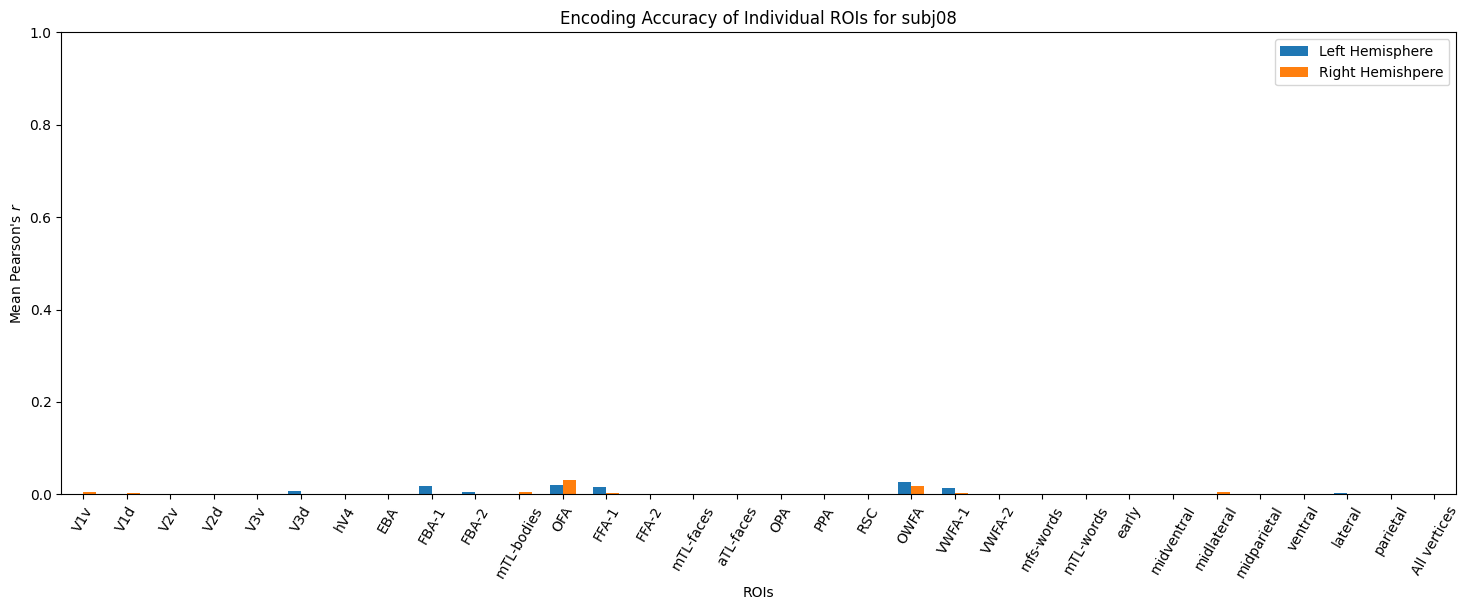 Encoding Accuracy of Individual ROIs for subj08
Left Hemisphere
Right Hemishpere
Mean Pearson's r
1.0
0.8
0.6
0.4
0.2
0.0
V1v
V1d
V2v
V2d
V3v
V3d
hV4
EBA
FBA-1
FBA-2
mTL-bodies
OFA
FFA-1
FFA-2
mTL-faces
aTL-faces
OPA
PPA
RSC
OWFA
VWFA-1
VWFA-2
mfs-words
mTL-words
early
midventral
midlateral
midparietal
ventral
lateral
parietal
All vertices
ROIs